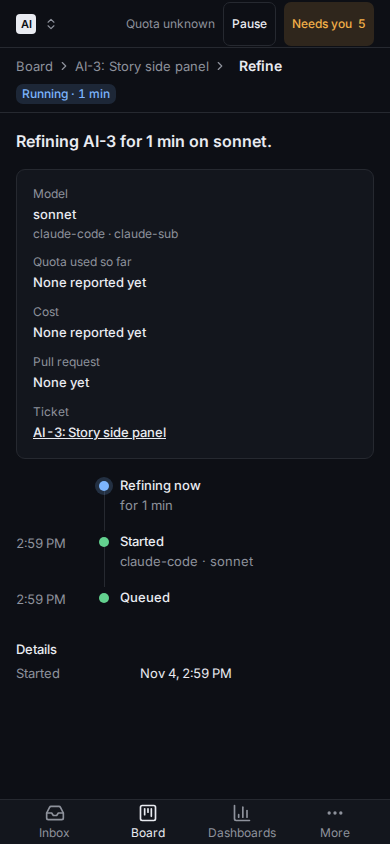 AI
Quota unknown
Pause
Needs you 5
Board > AI-3: Story side panel > Refine
Running · 1 min
Refining AI-3 for 1 min on sonnet.
Model
sonnet
claude-code · claude-sub
Quota used so far
None reported yet
Cost
None reported yet
Pull request
None yet
Ticket
AI-3: Story side panel
Refining now
for 1 min
2:59 PM Started
claude-code · sonnet
2:59 PM Queued
Details
Started Nov 4, 2:59 PM
Inbox Board Dashboards More